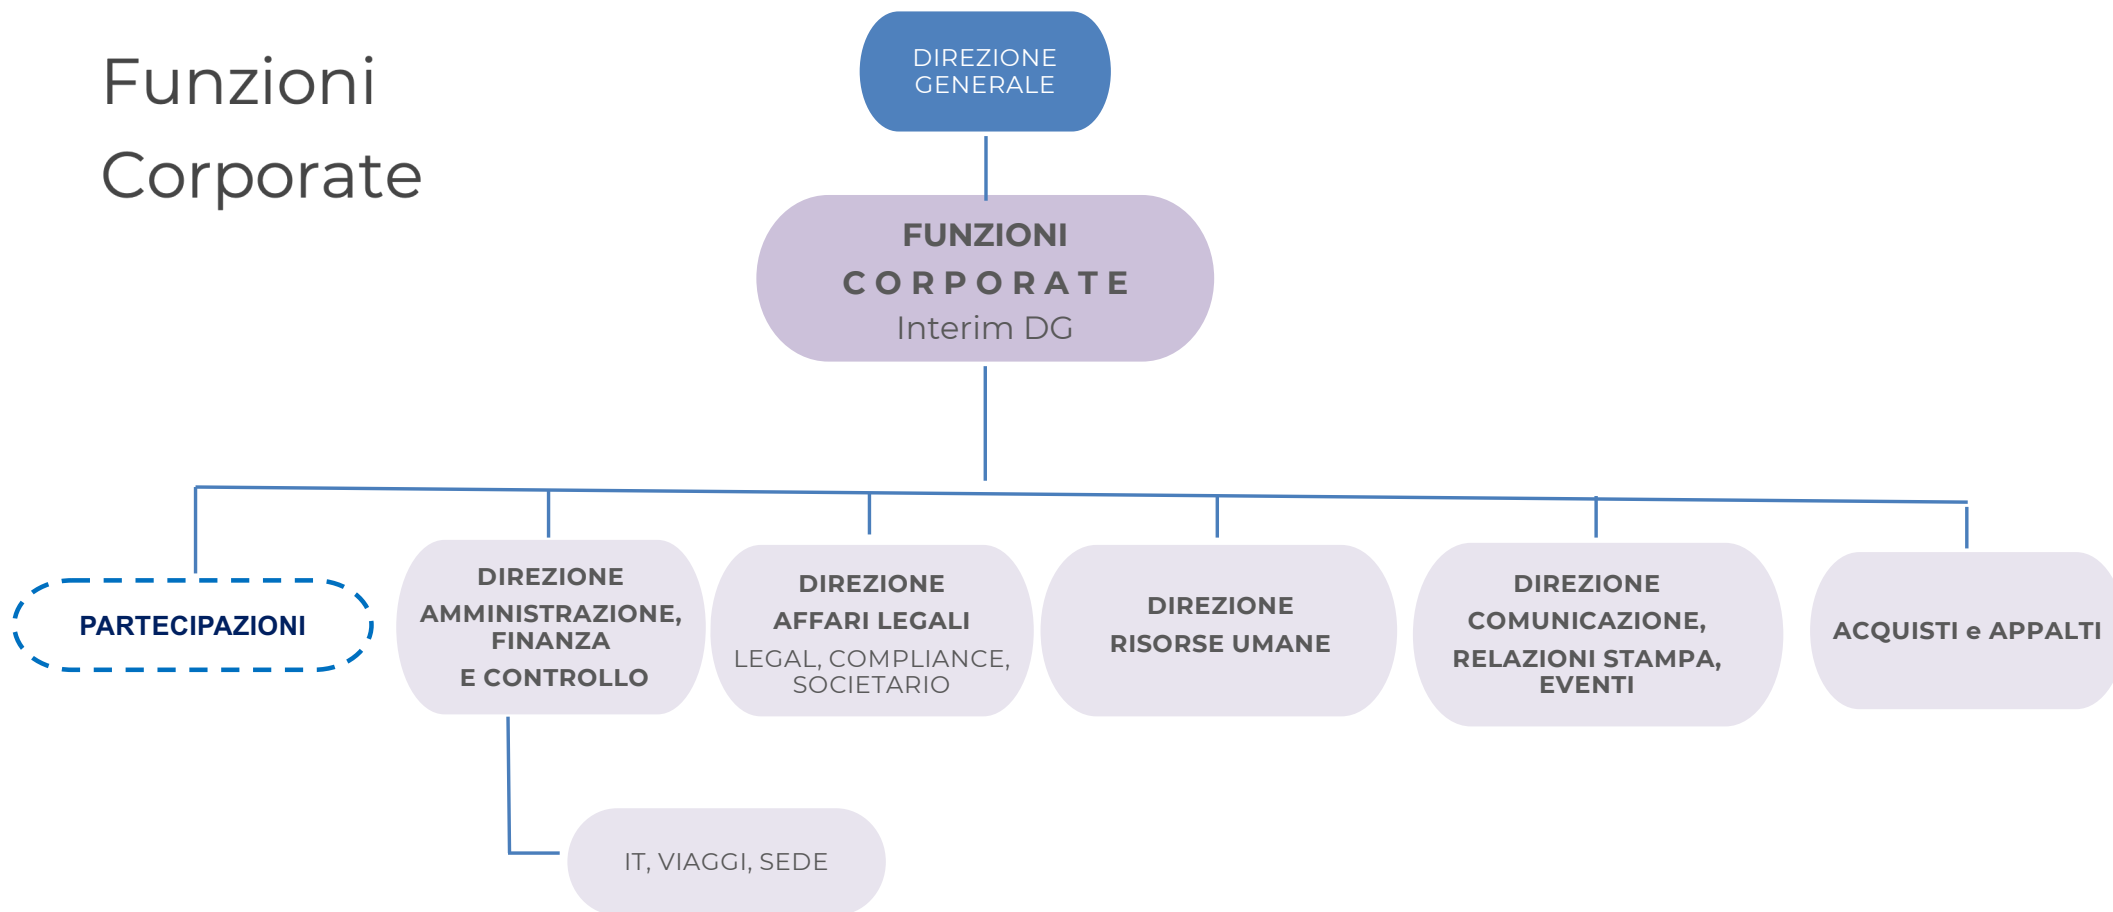 Funzioni
Corporate
DIREZIONE
GENERALE
FUNZIONI
CORPORATE
Interim DG
PARTECIPAZIONI
DIREZIONE
AMMINISTRAZIONE,
FINANZA
E CONTROLLO
DIREZIONE
AFFARI LEGALI
LEGAL, COMPLIANCE,
SOCIETARIO
DIREZIONE
RISORSE UMANE
DIREZIONE
COMUNICAZIONE,
RELAZIONI STAMPA,
EVENTI
ACQUISTI e APPALTI
IT, VIAGGI, SEDE